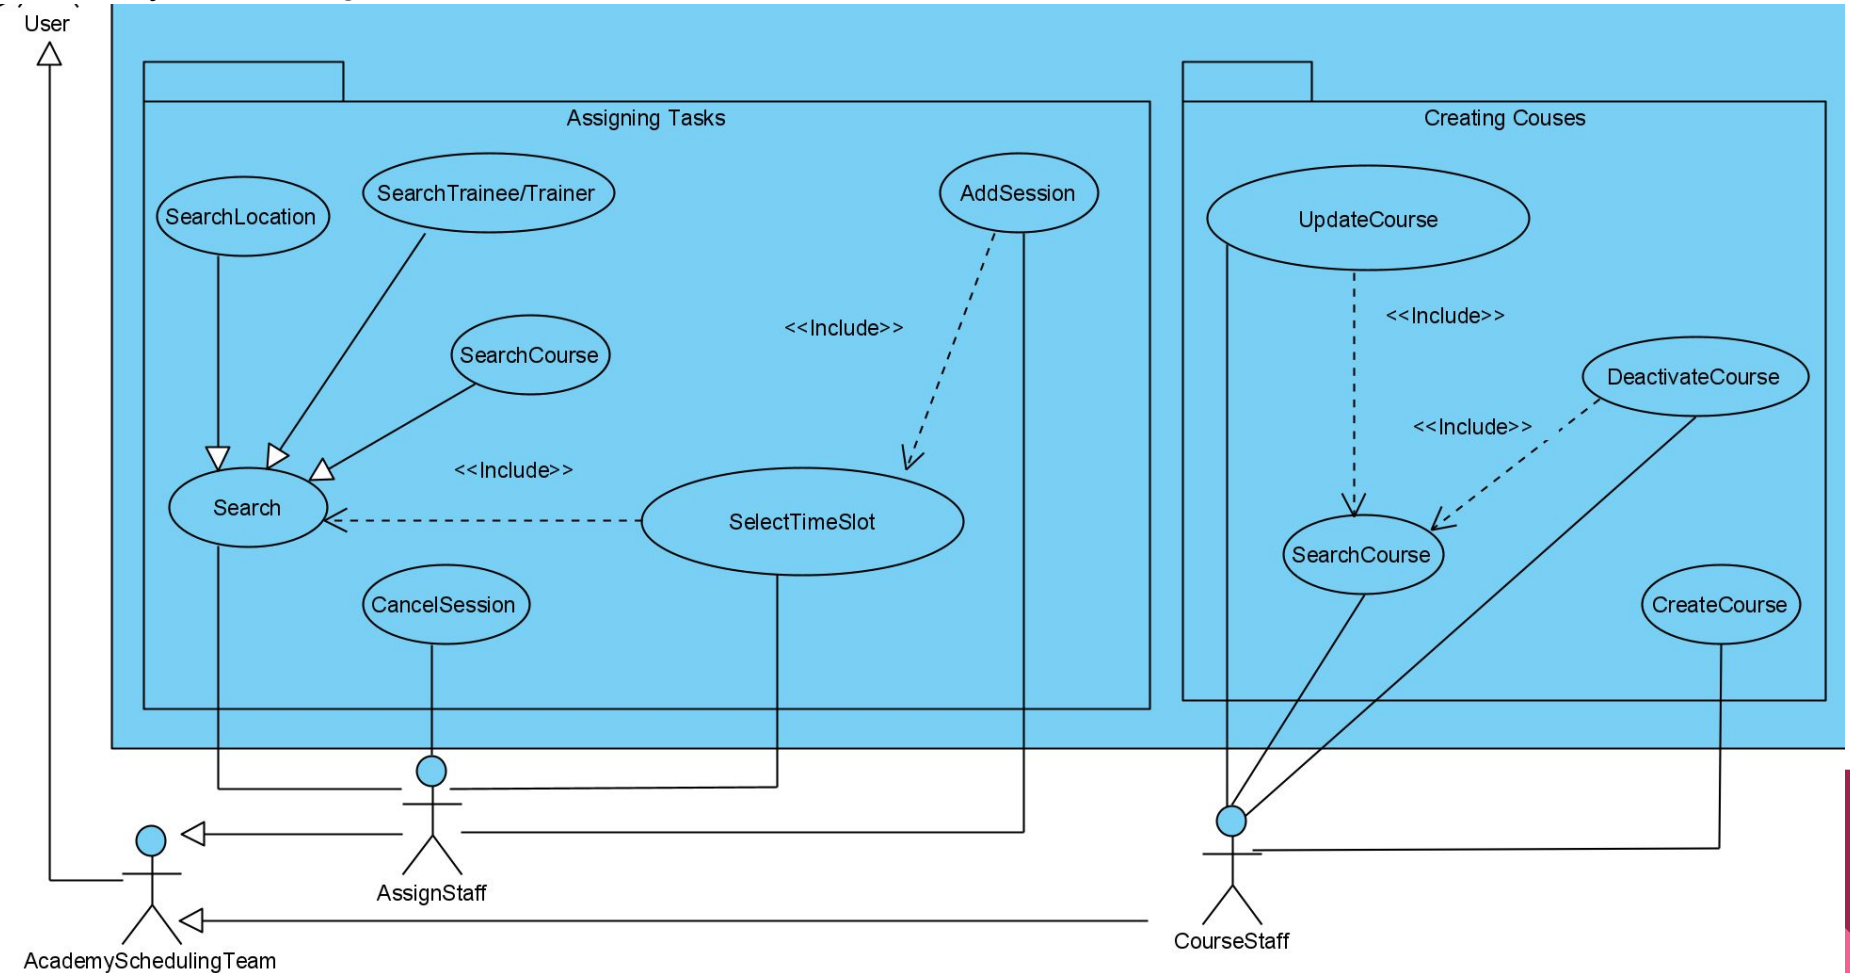 User
Assigning Tasks
Creating Couses
SearchLocation
SearchTrainee/Trainer
AddSession
UpdateCourse
<<Include>>
<<Include>>
SearchCourse
DeactivateCourse
<<Include>>
<<Include>>
Search
SelectTimeSlot
SearchCourse
CancelSession
CreateCourse
AssignStaff
CourseStaff
AcademySchedulingTeam